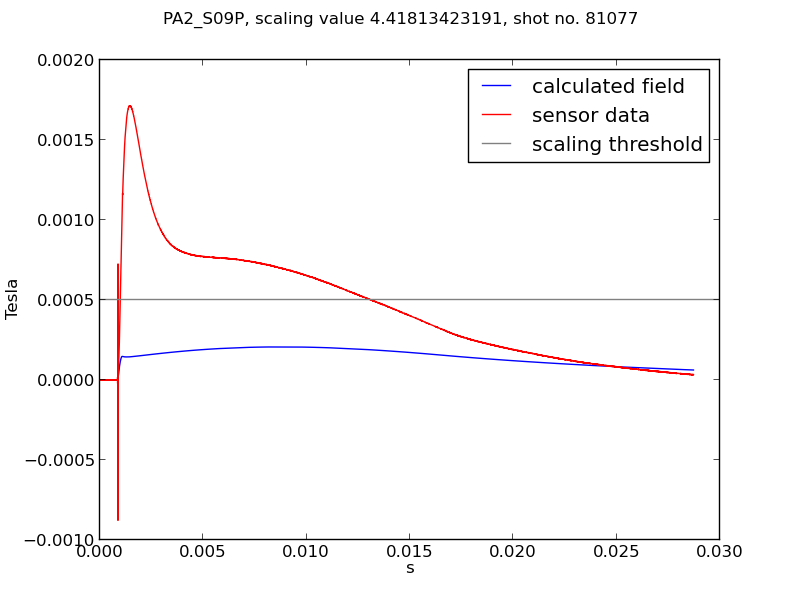 PA2_S09P, scaling value 4.41813423191, shot no. 81077
calculated field
sensor data
scaling threshold
0.0020
0.0015
0.0010
0.0005
0.0000
−0.0005
−0.0010
Tesla
0.000
0.005
0.010
0.015
0.020
0.025
0.030
s